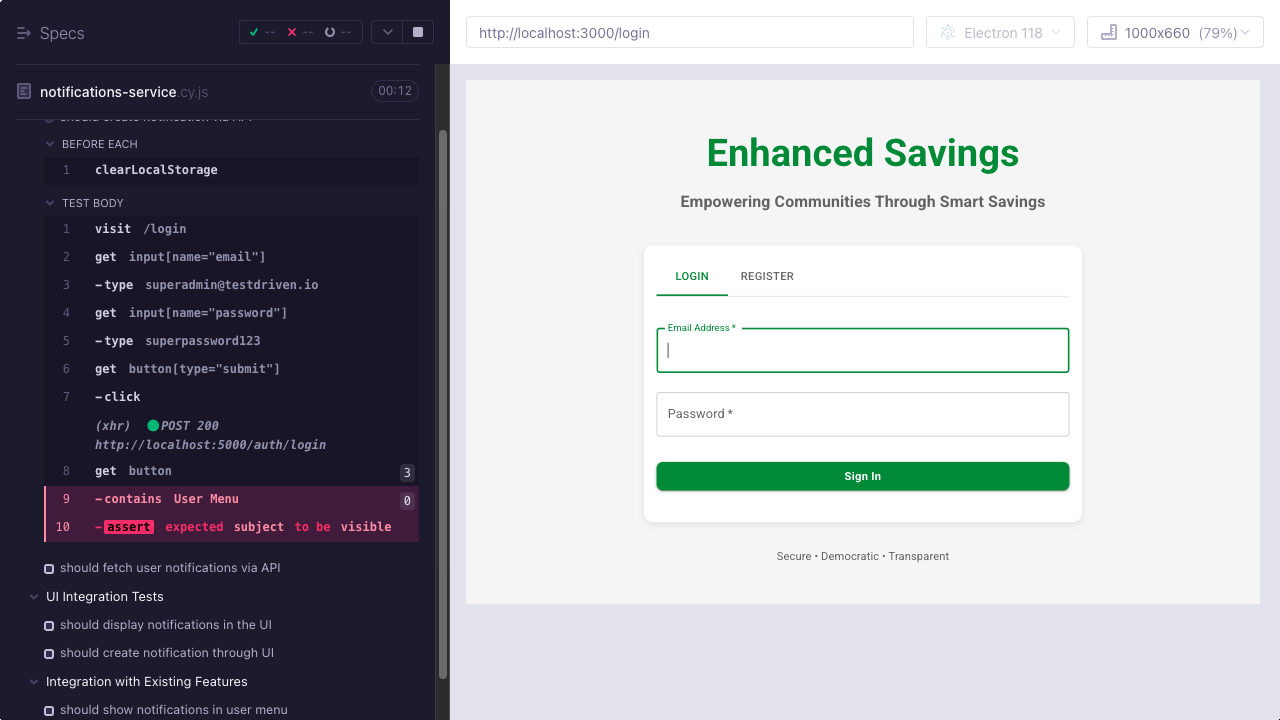 Specs
-- -- --
notifications-service.cy.js
00:12
should create notification via API
BEFORE EACH
1 clearLocalStorage
TEST BODY
1 visit /login
2 get input[name="email"]
3 -type superadmin@testdriven.io
4 get input[name="password"]
5 -type superpassword123
6 get button[type="submit"]
7 -click
(xhr) POST 200
http://localhost:5000/auth/login
8 get button 3
9 -contains User Menu 0
10 -assert expected subject to be visible
should fetch user notifications via API
UI Integration Tests
should display notifications in the UI
should create notification through UI
Integration with Existing Features
should show notifications in user menu
http://localhost:3000/login
Electron 118
1000x660 (79%)
Enhanced Savings
Empowering Communities Through Smart Savings
LOGIN REGISTER
Email Address *
Password *
Sign In
Secure • Democratic • Transparent